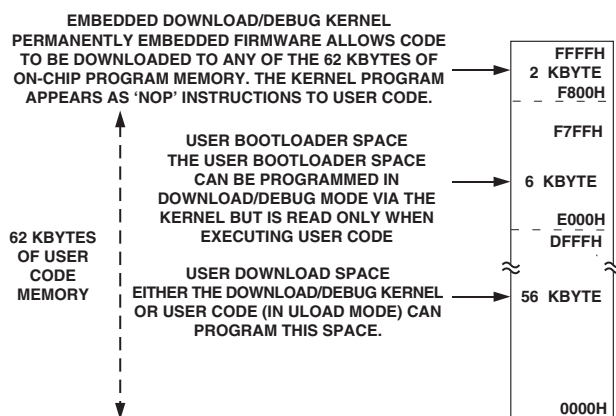 EMBEDDED DOWNLOAD/DEBUG KERNEL
PERMANENTLY EMBEDDED FIRMWARE ALLOWS CODE
TO BE DOWNLOADED TO ANY OF THE 62 KBYTES OF
ON-CHIP PROGRAM MEMORY. THE KERNEL PROGRAM
APPEARS AS ‘NOP’ INSTRUCTIONS TO USER CODE.
FFFFH
2 KBYTE
F800H
F7FFH
USER BOOTLOADER SPACE
THE USER BOOTLOADER SPACE
CAN BE PROGRAMMED IN
DOWNLOAD/DEBUG MODE VIA THE
KERNEL BUT IS READ ONLY WHEN
EXECUTING USER CODE
6 KBYTE
E000H
DFFFH
62 KBYTES
OF USER
CODE
MEMORY
USER DOWNLOAD SPACE
EITHER THE DOWNLOAD/DEBUG KERNEL
OR USER CODE (IN ULOAD MODE) CAN
PROGRAM THIS SPACE.
56 KBYTE
0000H